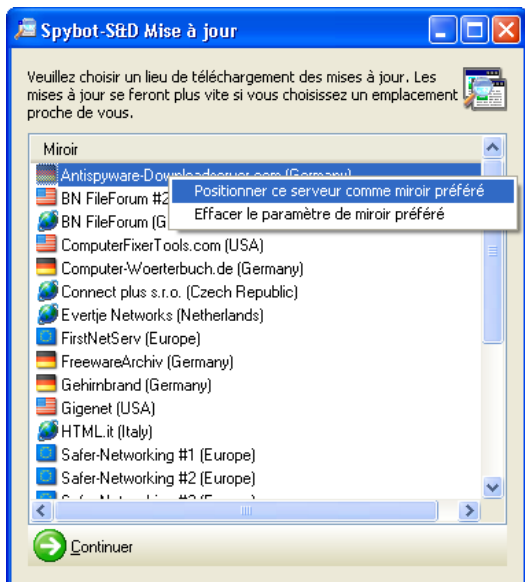 Spybot-S&D Mise à jour
Veuillez choisir un lieu de téléchargement des mises à jour. Les
mises à jour se feront plus vite si vous choisissez un emplacement
proche de vous.
Miroir
Antispyware-Downloadserver.com (Germany)
Positionner ce serveur comme miroir préféré
BN FileForum #2
Effacer le paramètre de miroir préféré
BN FileForum (G
ComputerFixerTools.com (USA)
Computer-Woerterbuch.de (Germany)
Connect plus s.r.o. (Czech Republic)
Evertje Networks (Netherlands)
FirstNetServ (Europe)
FreewareArchiv (Germany)
Gehirnbrand (Germany)
Gigenet (USA)
HTML.it (Italy)
Safer-Networking #1 (Europe)
Safer-Networking #2 (Europe)
Safer-Networking #3 (Europe)
Continuer